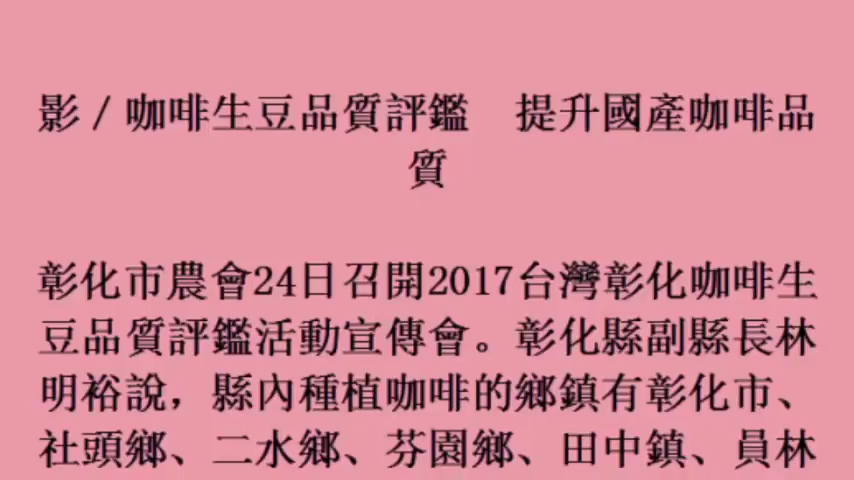 影／咖啡生豆品質評鑑　提升國產咖啡品
質
彰化市農會24日召開2017台灣彰化咖啡生
豆品質評鑑活動宣傳會。彰化縣副縣長林
明裕說，縣內種植咖啡的鄉鎮有彰化市、
社頭鄉、二水鄉、芬園鄉、田中鎮、員林